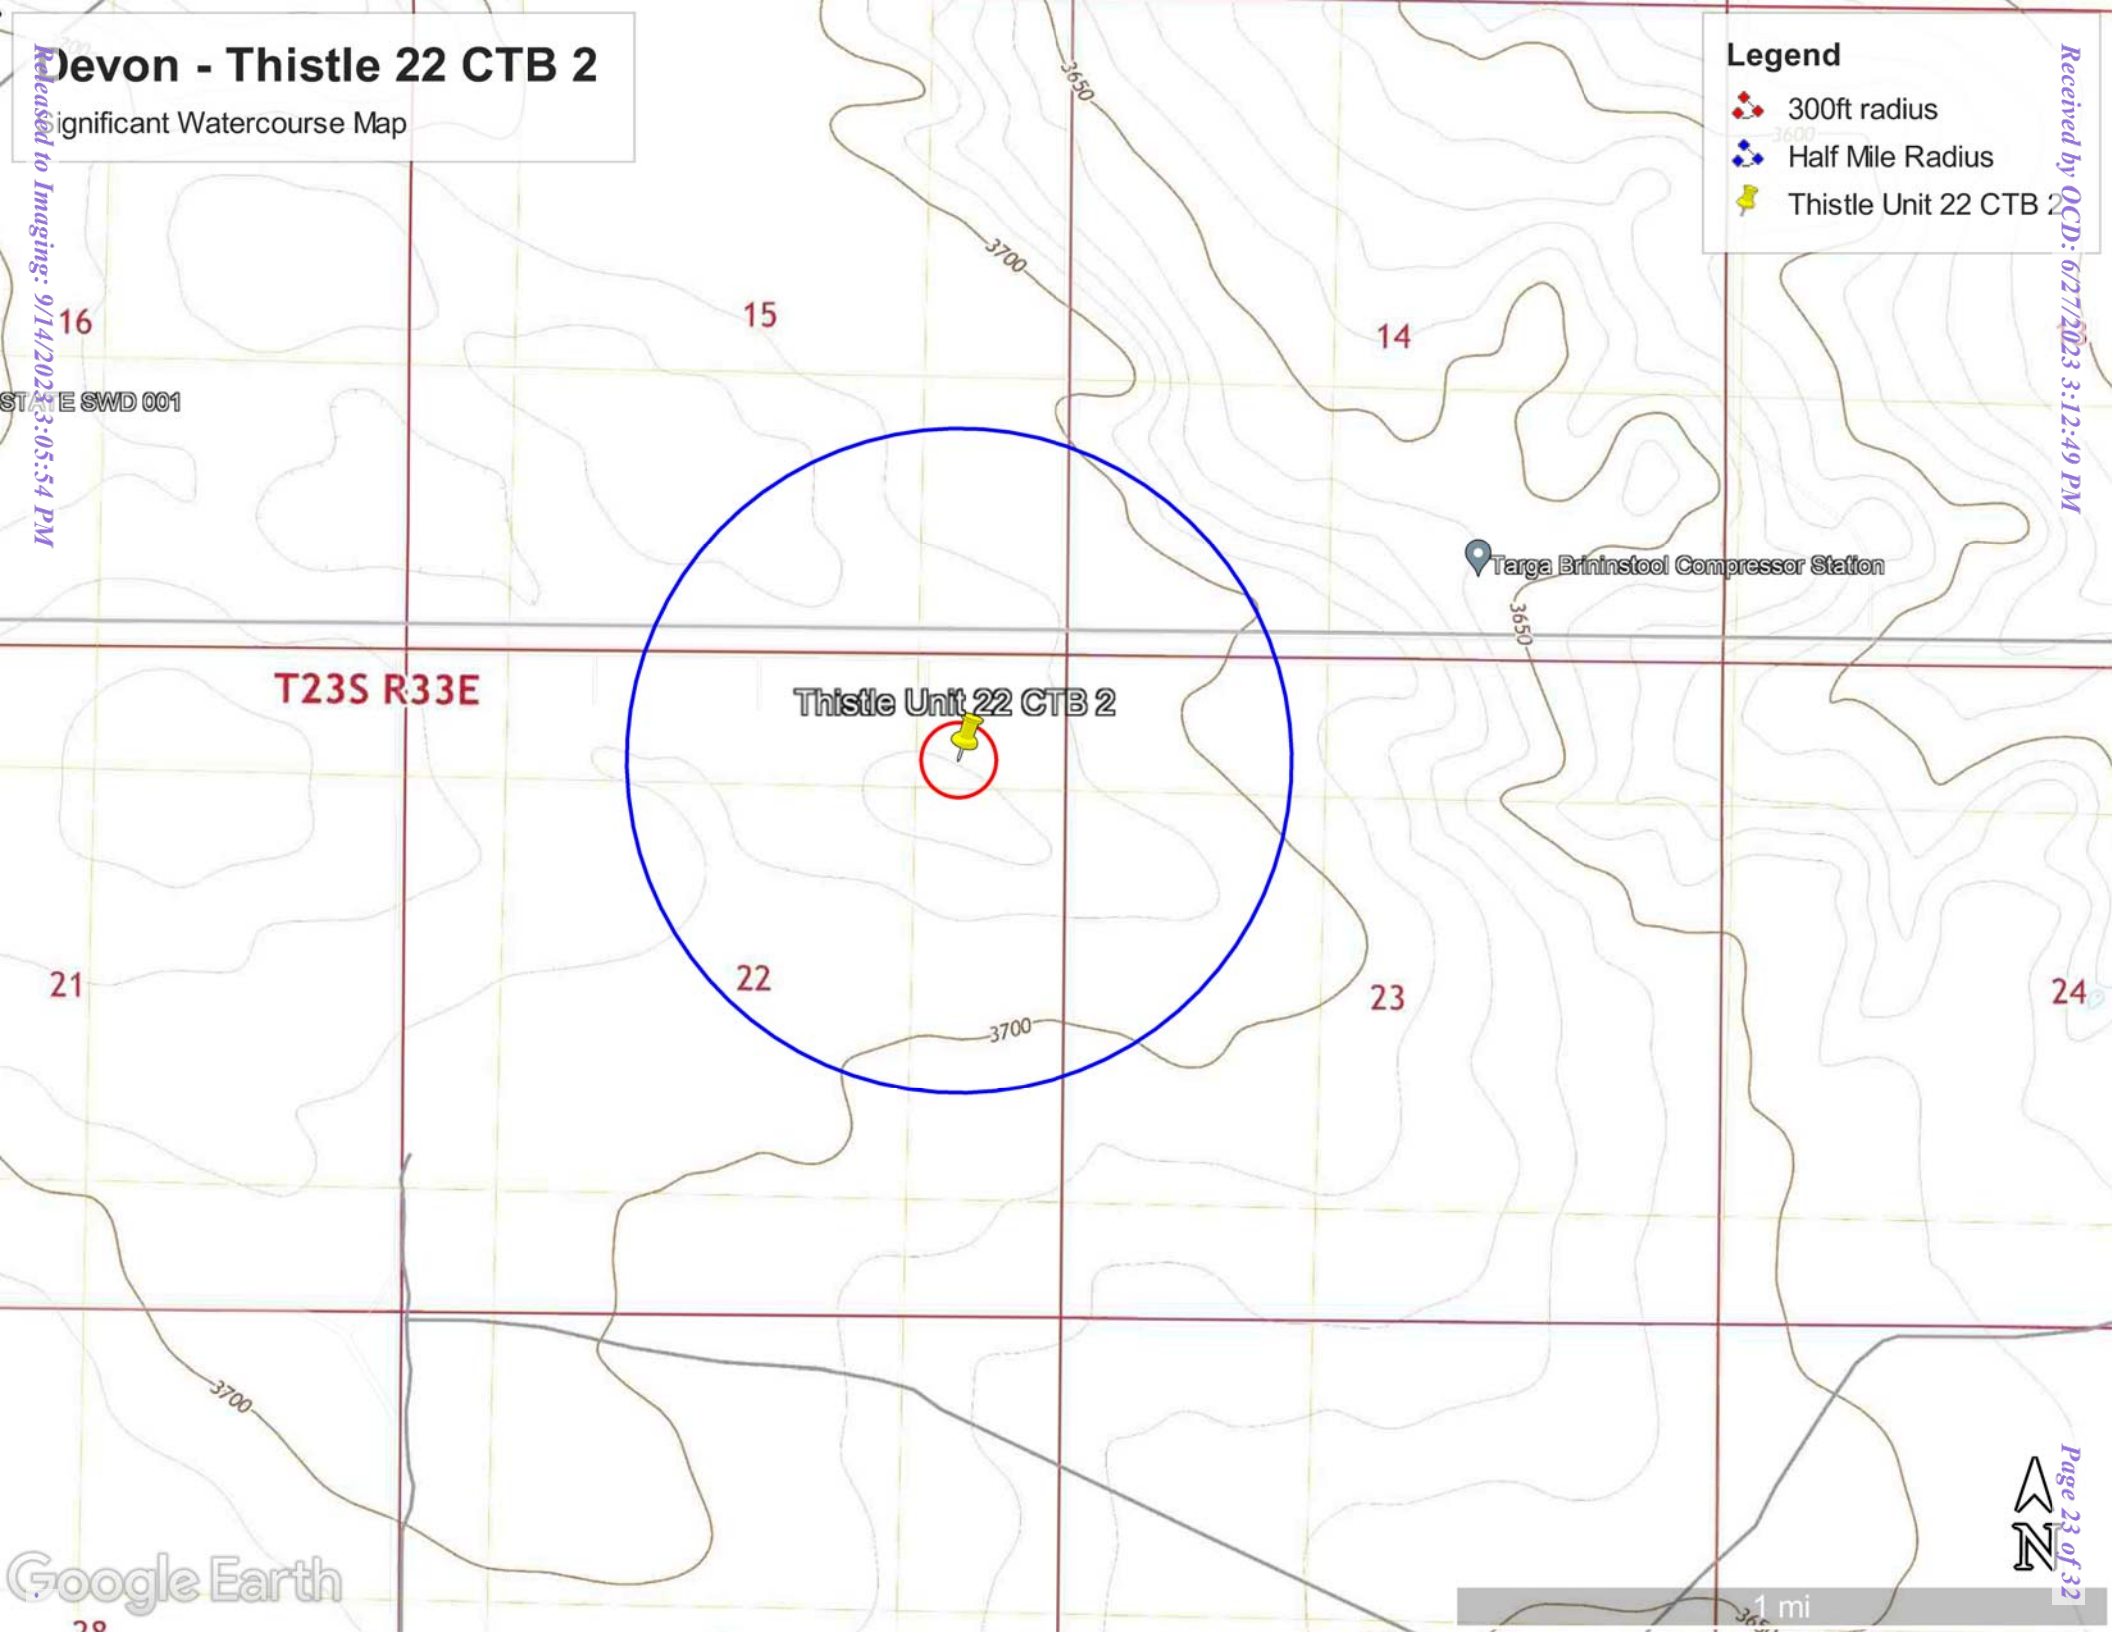 Devon - Thistle 22 CTB 2
Significant Watercourse Map
Released to Imaging: 9/14/2023 3:05:54 PM
Legend
300ft radius
Half Mile Radius
Thistle Unit 22 CTB 2
Received by OCD: 6/27/2023 3:12:49 PM
3700
3600
3650
3700
16
15
14
STATE SWD 001
Targa Brininstool Compressor Station
3650
T23S R33E
Thistle Unit 22 CTB 2
21
22
23
24
3700
3700
Page 23 of 32
N
Google Earth
1 mi
28